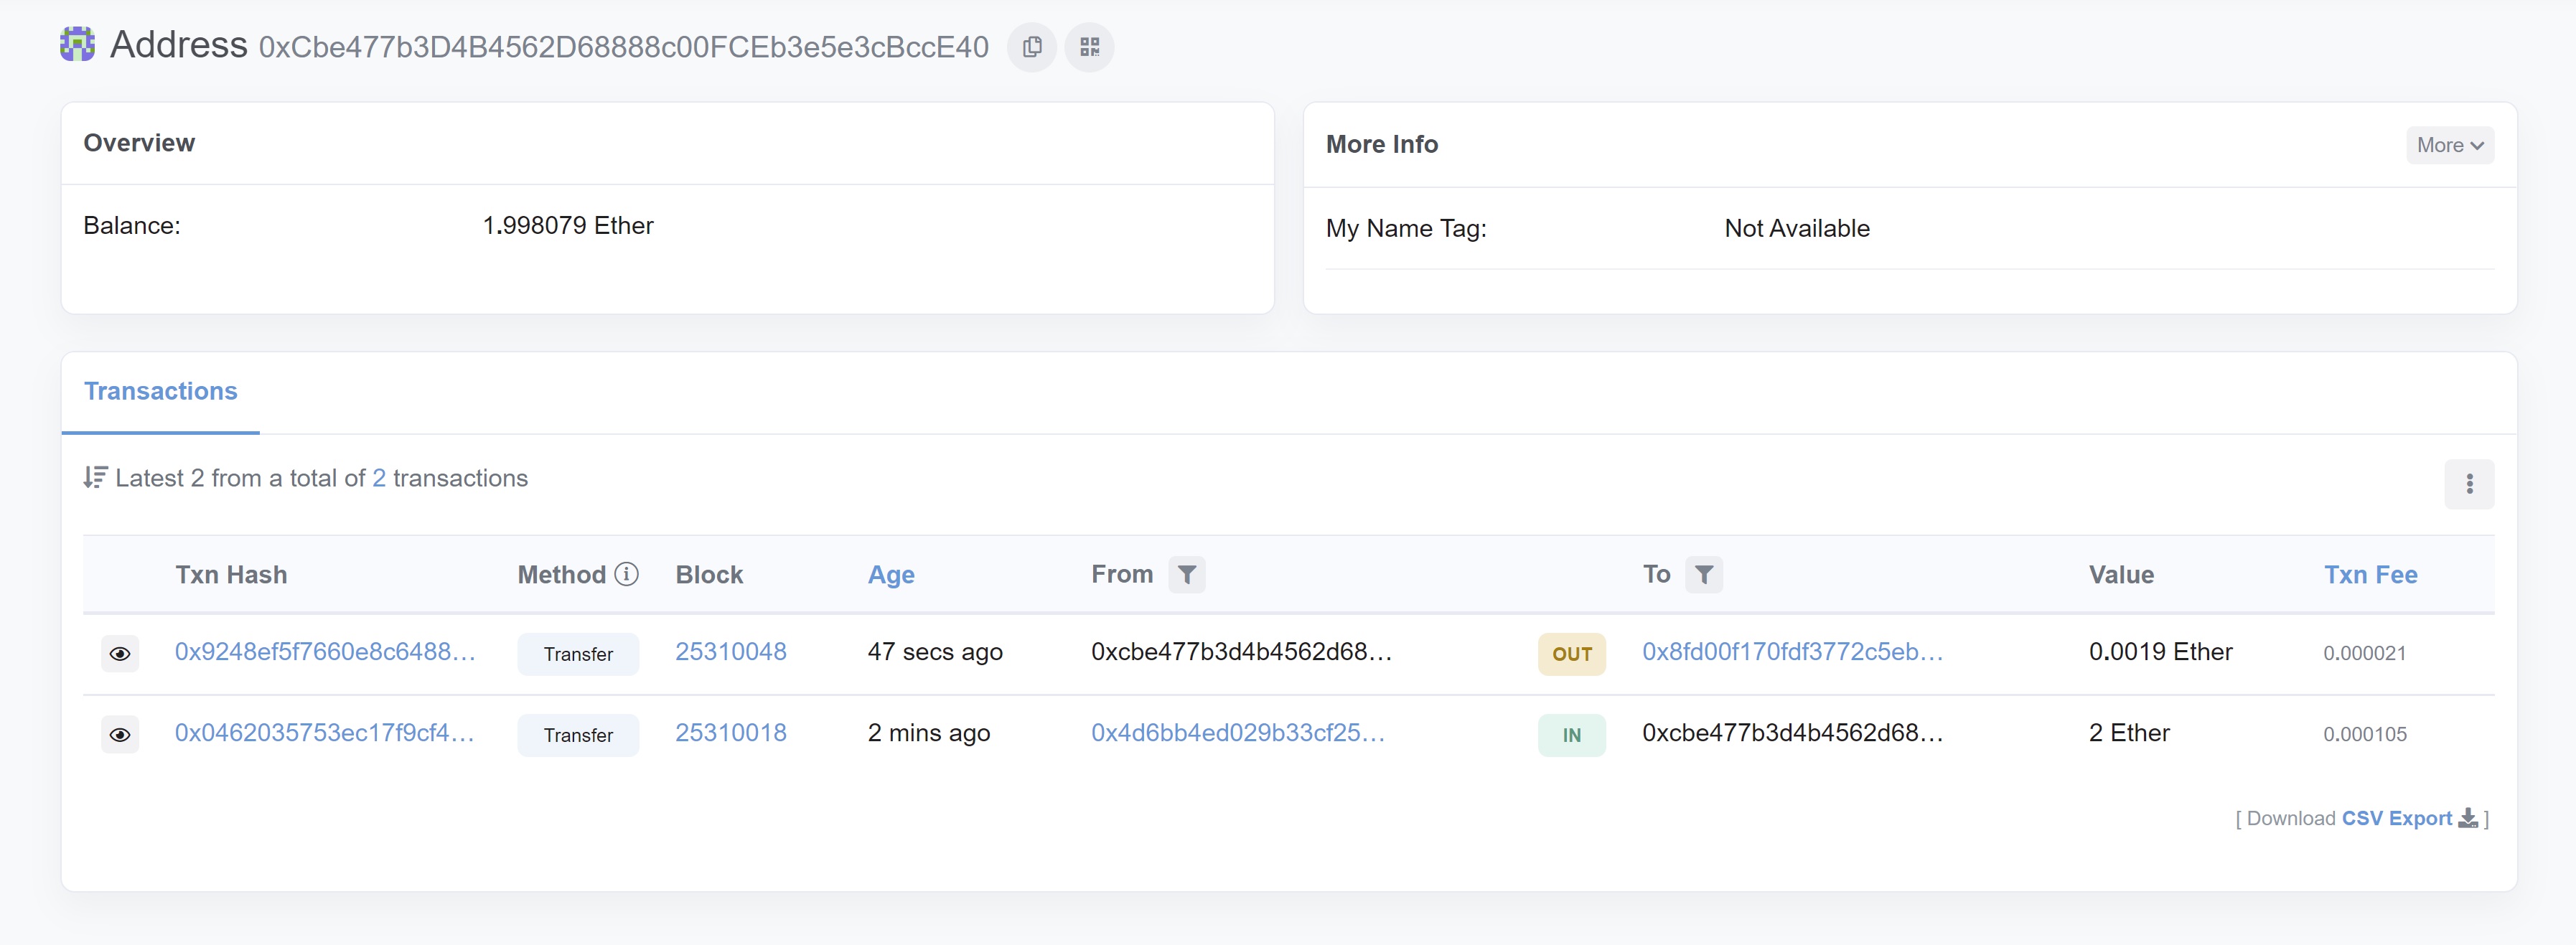 Address 0xCbe477b3D4B4562D68888c00FCEb3e5e3cBccE40
Overview
Balance: 1.998079 Ether
More Info More
My Name Tag: Not Available
Transactions
Latest 2 from a total of 2 transactions
Txn Hash Method Block Age From To Value Txn Fee
0x9248ef5f7660e8c6488... Transfer 25310048 47 secs ago 0xcbe477b3d4b4562d68... OUT 0x8fd00f170fdf3772c5eb... 0.0019 Ether 0.000021
0x0462035753ec17f9cf4... Transfer 25310018 2 mins ago 0x4d6bb4ed029b33cf25... IN 0xcbe477b3d4b4562d68... 2 Ether 0.000105
[ Download CSV Export ]